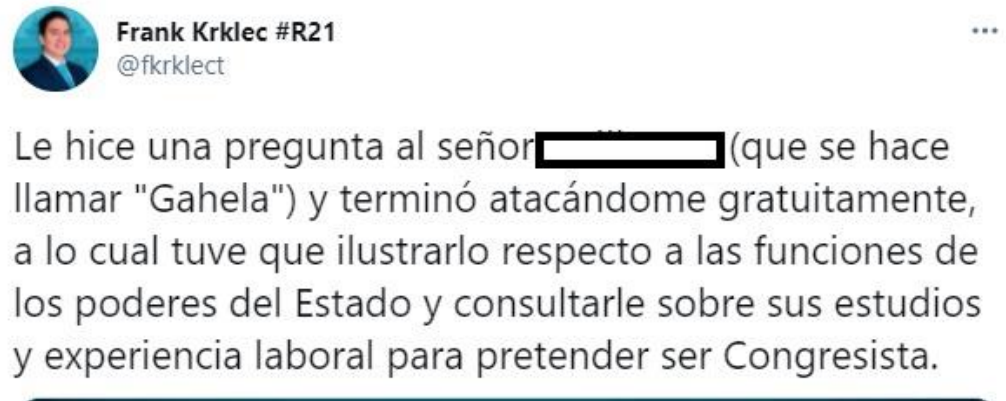 Frank Krklec #R21
@fkrklect
Le hice una pregunta al señor (que se hace
llamar "Gahela") y terminó atacándome gratuitamente,
a lo cual tuve que ilustrarlo respecto a las funciones de
los poderes del Estado y consultarle sobre sus estudios
y experiencia laboral para pretender ser Congresista.